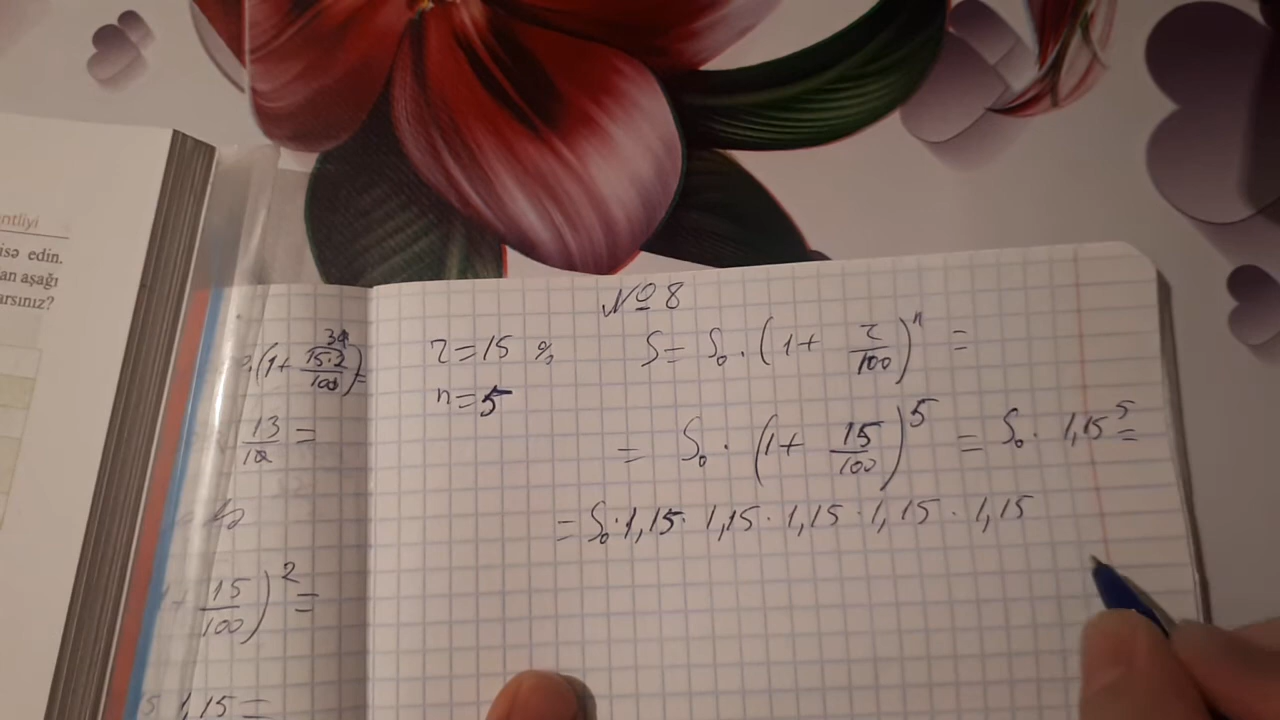 ntliyi
isə edin.
an aşağı
arsınız?
·(1+ 15·2/100)=
13/10 =
15/100)² =
1,15 =
№ 8
r=15 %
n=5
S= S₀·(1+ r/100)ⁿ =
= S₀·(1+ 15/100)⁵ = S₀· 1,15⁵ =
= S₀·1,15· 1,15· 1,15·1,15· 1,15